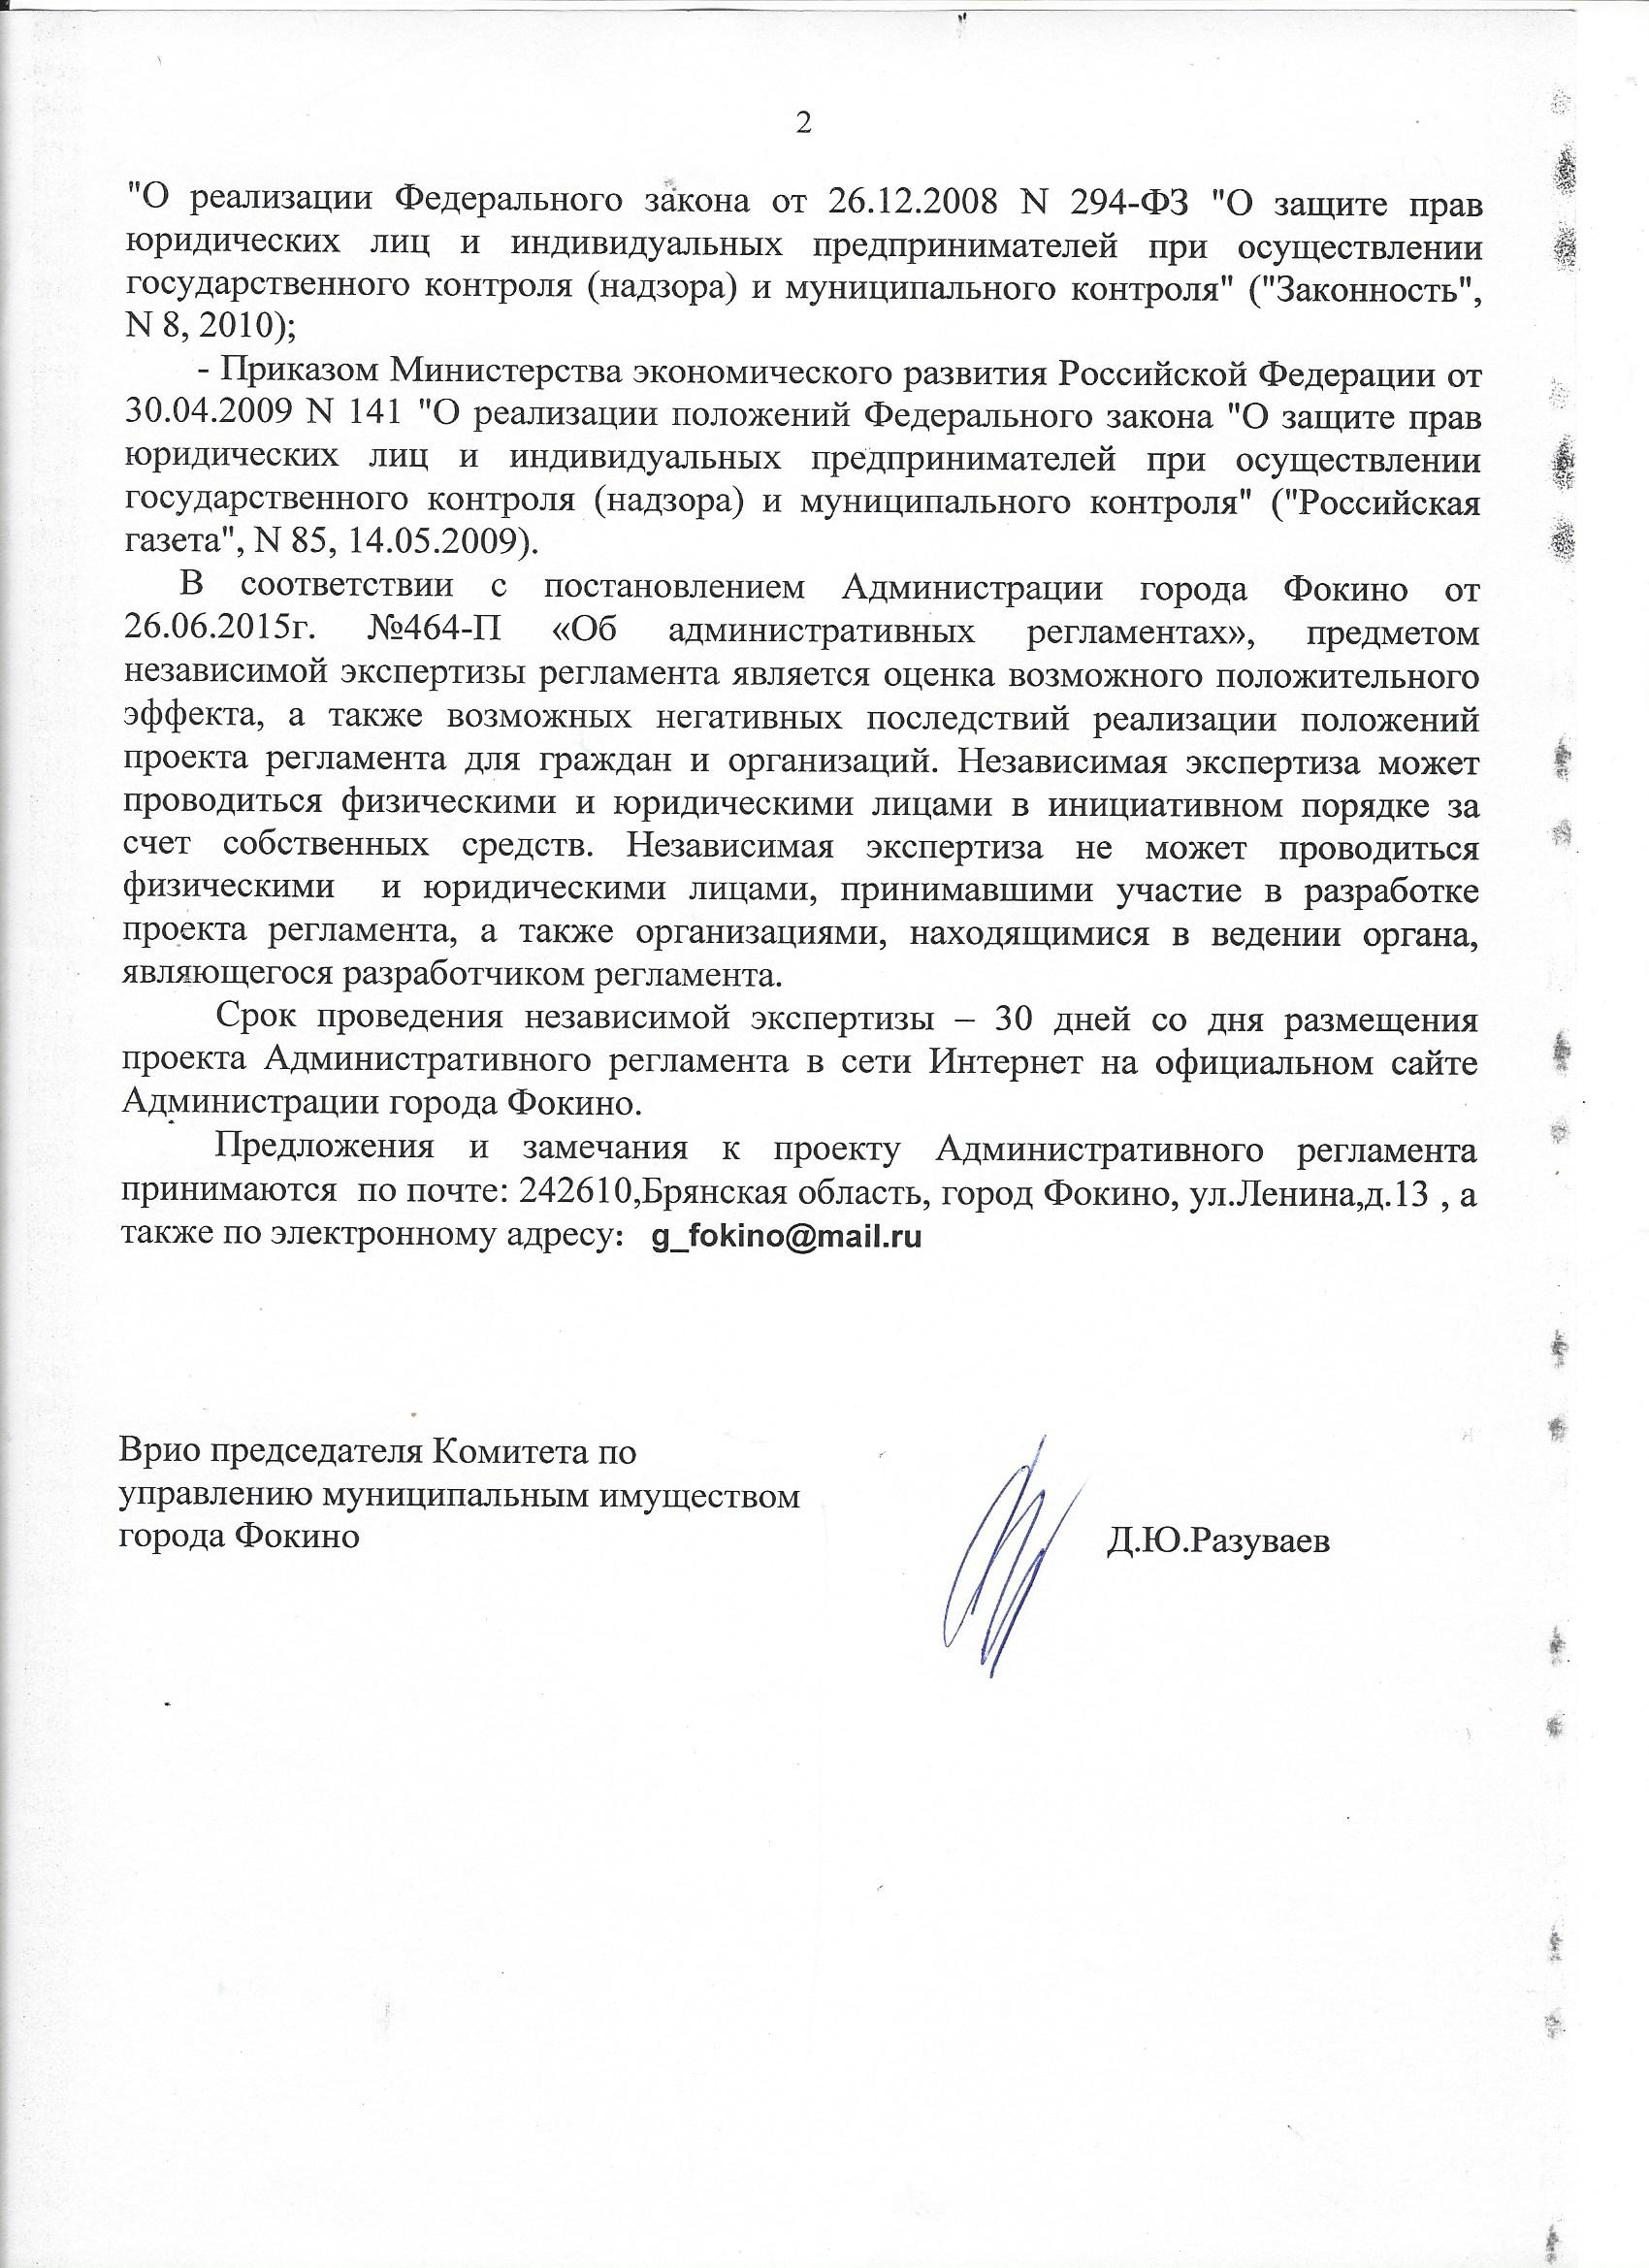 2
"О реализации Федерального закона от 26.12.2008 N 294-ФЗ "О защите прав
юридических лиц и индивидуальных предпринимателей при осуществлении
государственного контроля (надзора) и муниципального контроля" ("Законность",
N 8, 2010);
- Приказом Министерства экономического развития Российской Федерации от
30.04.2009 N 141 "О реализации положений Федерального закона "О защите прав
юридических лиц и индивидуальных предпринимателей при осуществлении
государственного контроля (надзора) и муниципального контроля" ("Российская
газета", N 85, 14.05.2009).
В соответствии с постановлением Администрации города Фокино от
26.06.2015г. №464-П «Об административных регламентах», предметом
независимой экспертизы регламента является оценка возможного положительного
эффекта, а также возможных негативных последствий реализации положений
проекта регламента для граждан и организаций. Независимая экспертиза может
проводиться физическими и юридическими лицами в инициативном порядке за
счет собственных средств. Независимая экспертиза не может проводиться
физическими и юридическими лицами, принимавшими участие в разработке
проекта регламента, а также организациями, находящимися в ведении органа,
являющегося разработчиком регламента.
Срок проведения независимой экспертизы – 30 дней со дня размещения
проекта Административного регламента в сети Интернет на официальном сайте
Администрации города Фокино.
Предложения и замечания к проекту Административного регламента
принимаются по почте: 242610,Брянская область, город Фокино, ул.Ленина,д.13 , а
также по электронному адресу: g_fokino@mail.ru
Врио председателя Комитета по
управлению муниципальным имуществом
города Фокино
Д.Ю.Разуваев